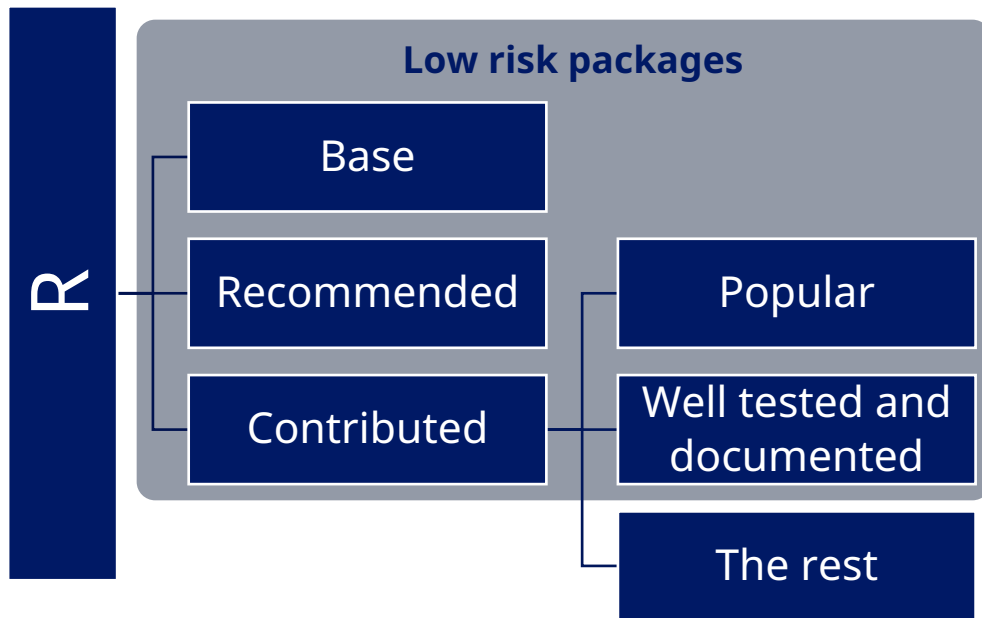 Low risk packages
R
Base
Recommended
Popular
Contributed
Well tested and
documented
The rest